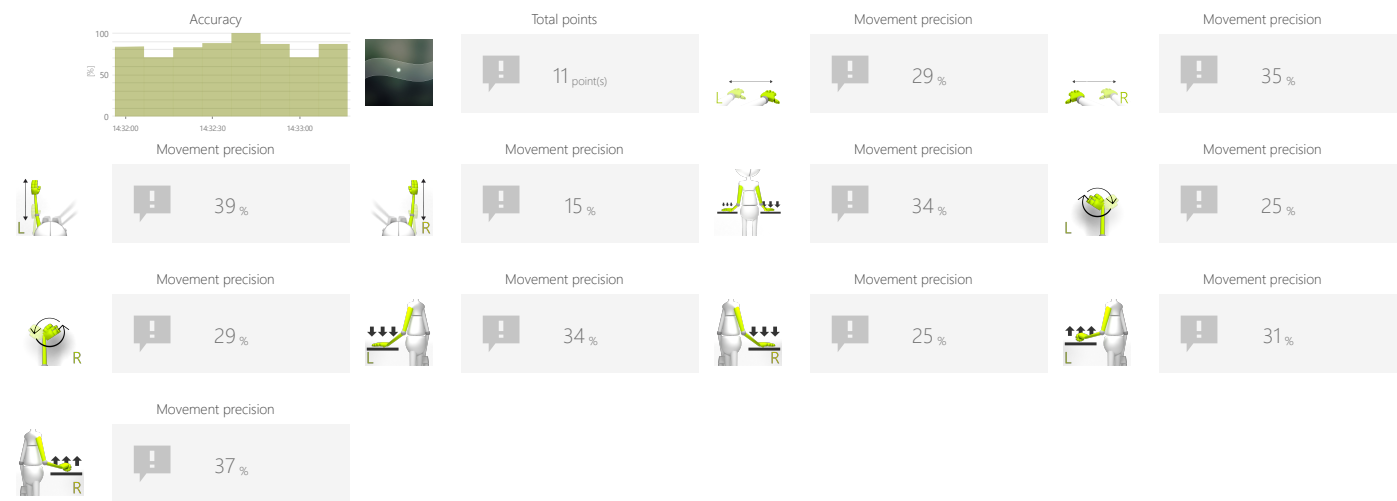 Accuracy
[%]
100
50
0
14:32:00 14:32:30 14:33:00
Total points
11 point(s)
Movement precision
L
29 %
Movement precision
R
35 %
Movement precision
L
39 %
Movement precision
R
15 %
Movement precision
34 %
Movement precision
L
25 %
Movement precision
R
29 %
Movement precision
L
34 %
Movement precision
R
25 %
Movement precision
L
31 %
Movement precision
R
37 %